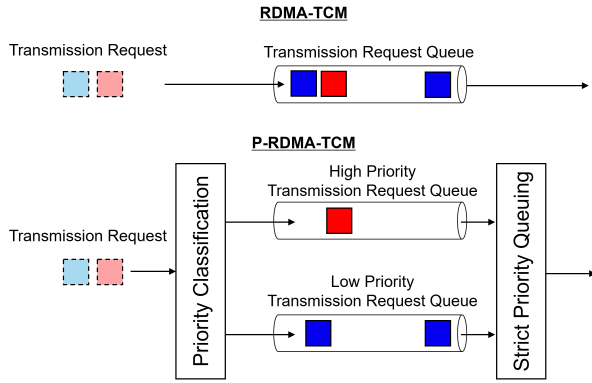 RDMA-TCM
Transmission Request
Transmission Request Queue
P-RDMA-TCM
Transmission Request
Priority Classification
High Priority
Transmission Request Queue
Low Priority
Transmission Request Queue
Strict Priority Queuing